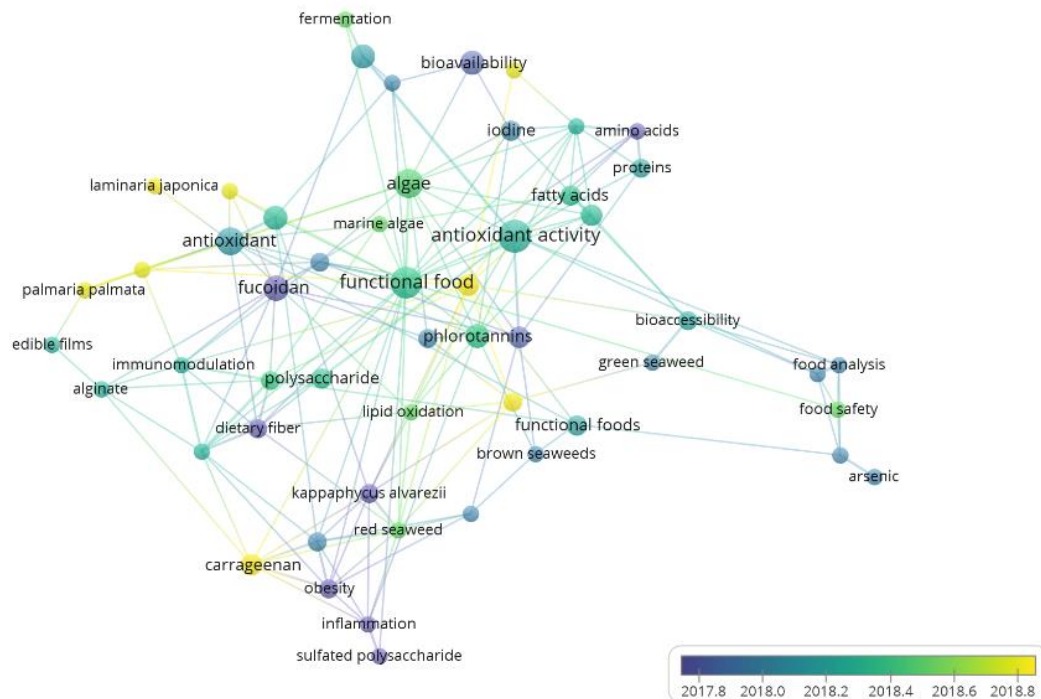 fermentation
bioavailability
iodine
amino acids
proteins
laminaria japonica
algae
fatty acids
marine algae
antioxidant
antioxidant activity
palmaria palmata
fucoidan
functional food
bioaccessibility
edible films
phlorotannins
immunomodulation
green seaweed
food analysis
alginate
polysaccharide
lipid oxidation
food safety
dietary fiber
functional foods
brown seaweeds
arsenic
kappaphycus alvarezii
red seaweed
carrageenan
obesity
inflammation
sulfated polysaccharide
2017.8 2018.0 2018.2 2018.4 2018.6 2018.8